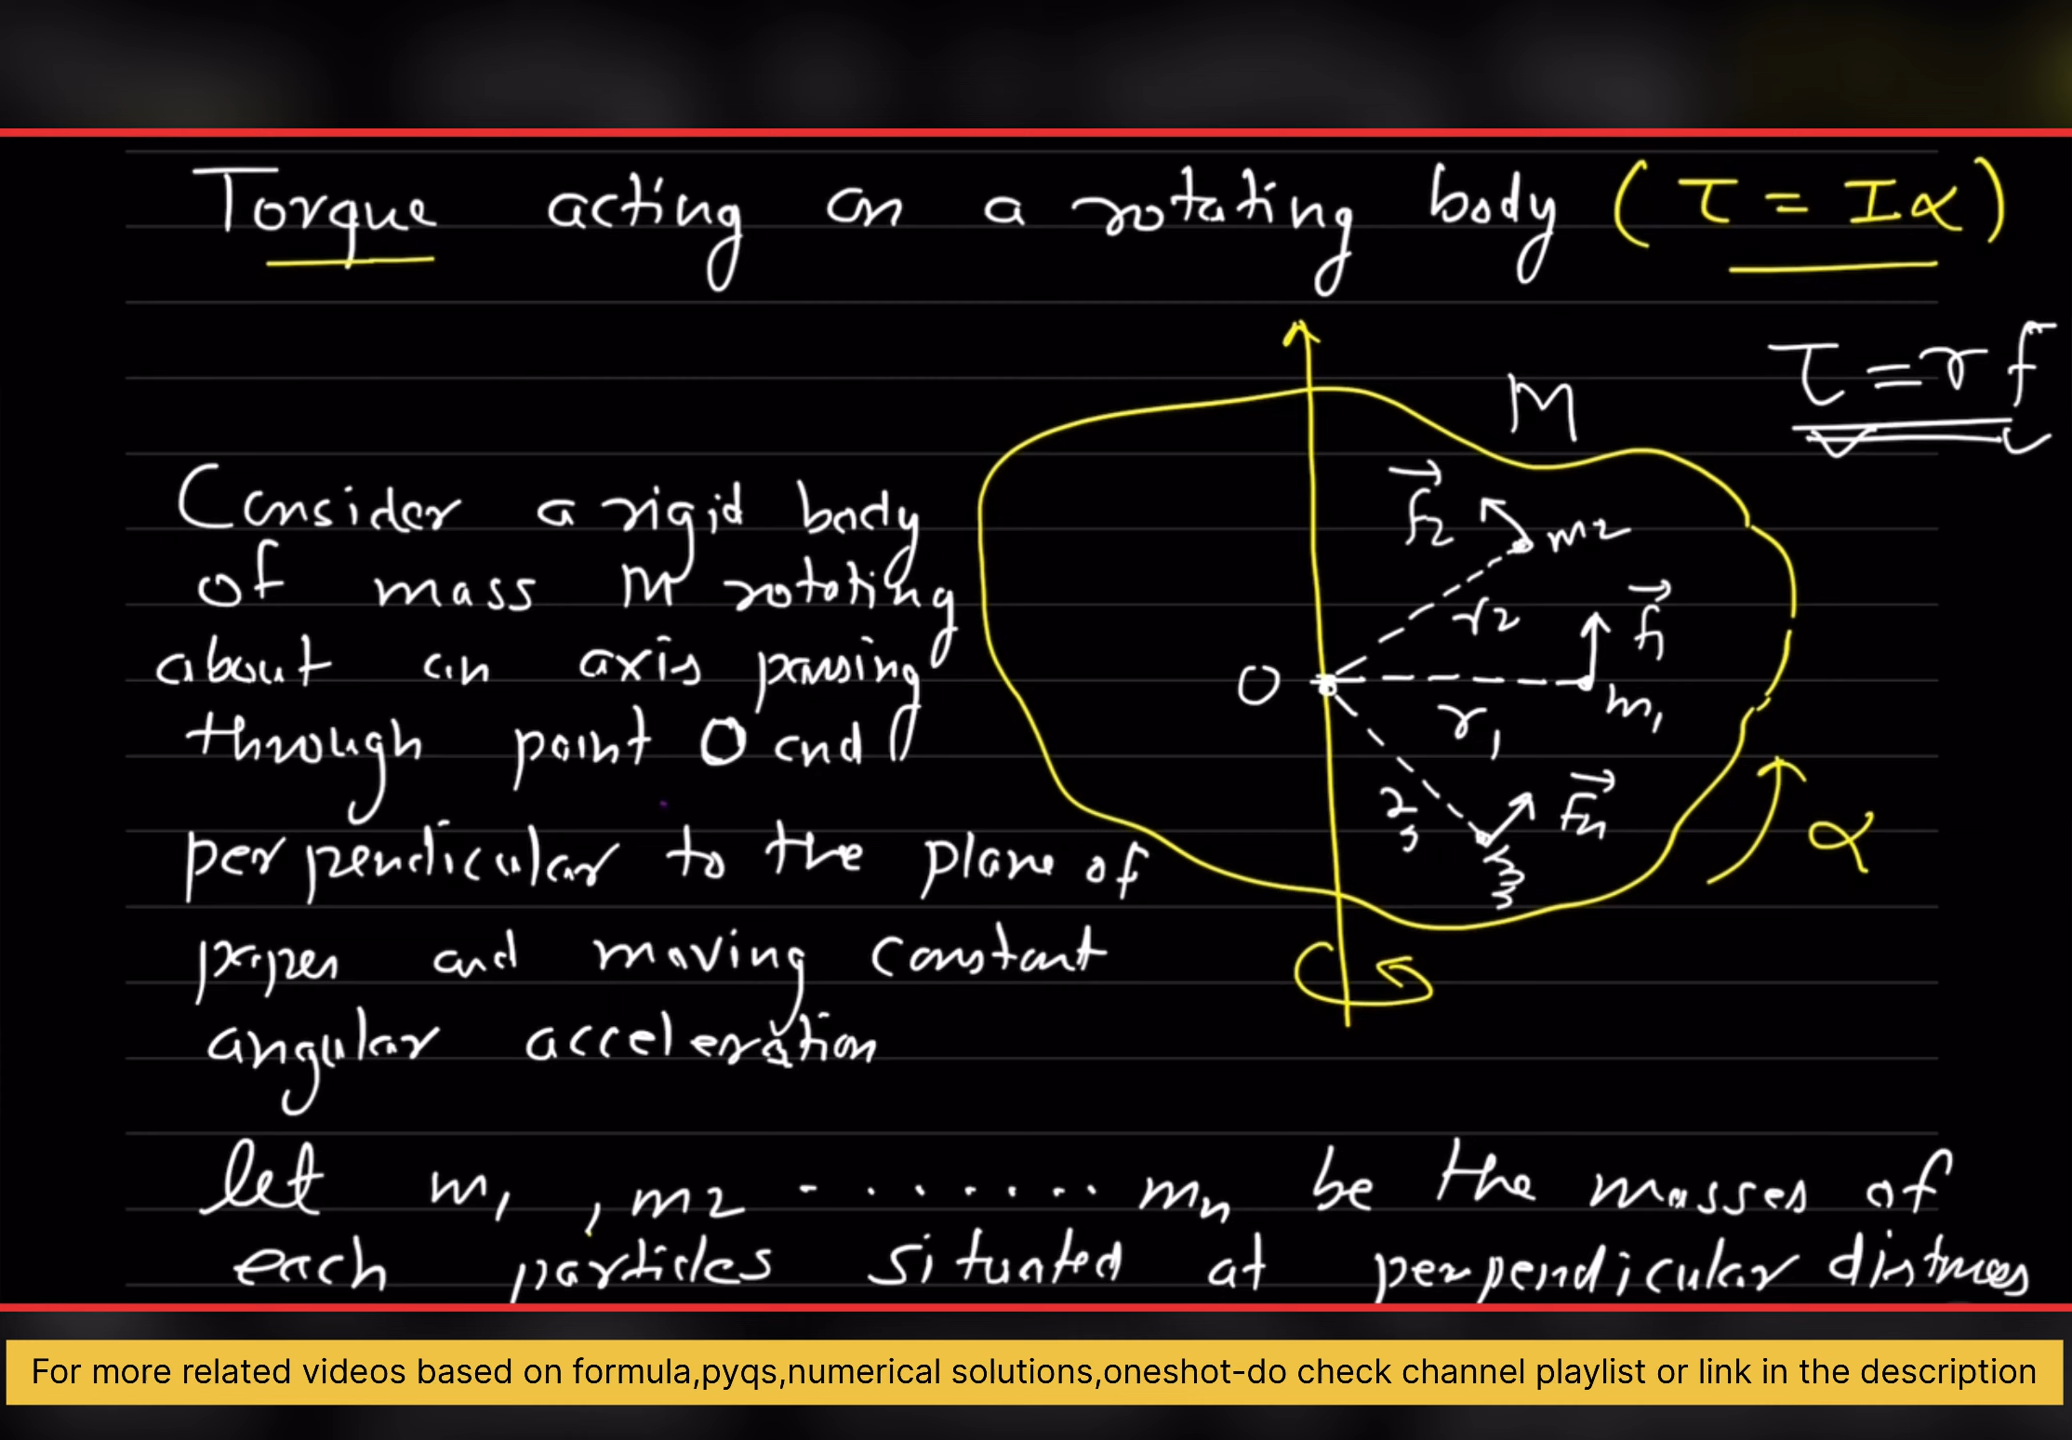 Torque acting on a rotating body (τ = Iα)
τ = r f
M
Consider a rigid body
of mass M rotating
about an axis passing
through point O and
perpendicular to the plane of
paper and moving constant
angular acceleration
f2
m2
r2
f1
O
m1
r1
fn
α
let m1, m2 - . . . . . . mn be the masses of
each particles situated at perpendicular distances
For more related videos based on formula,pyqs,numerical solutions,oneshot-do check channel playlist or link in the description